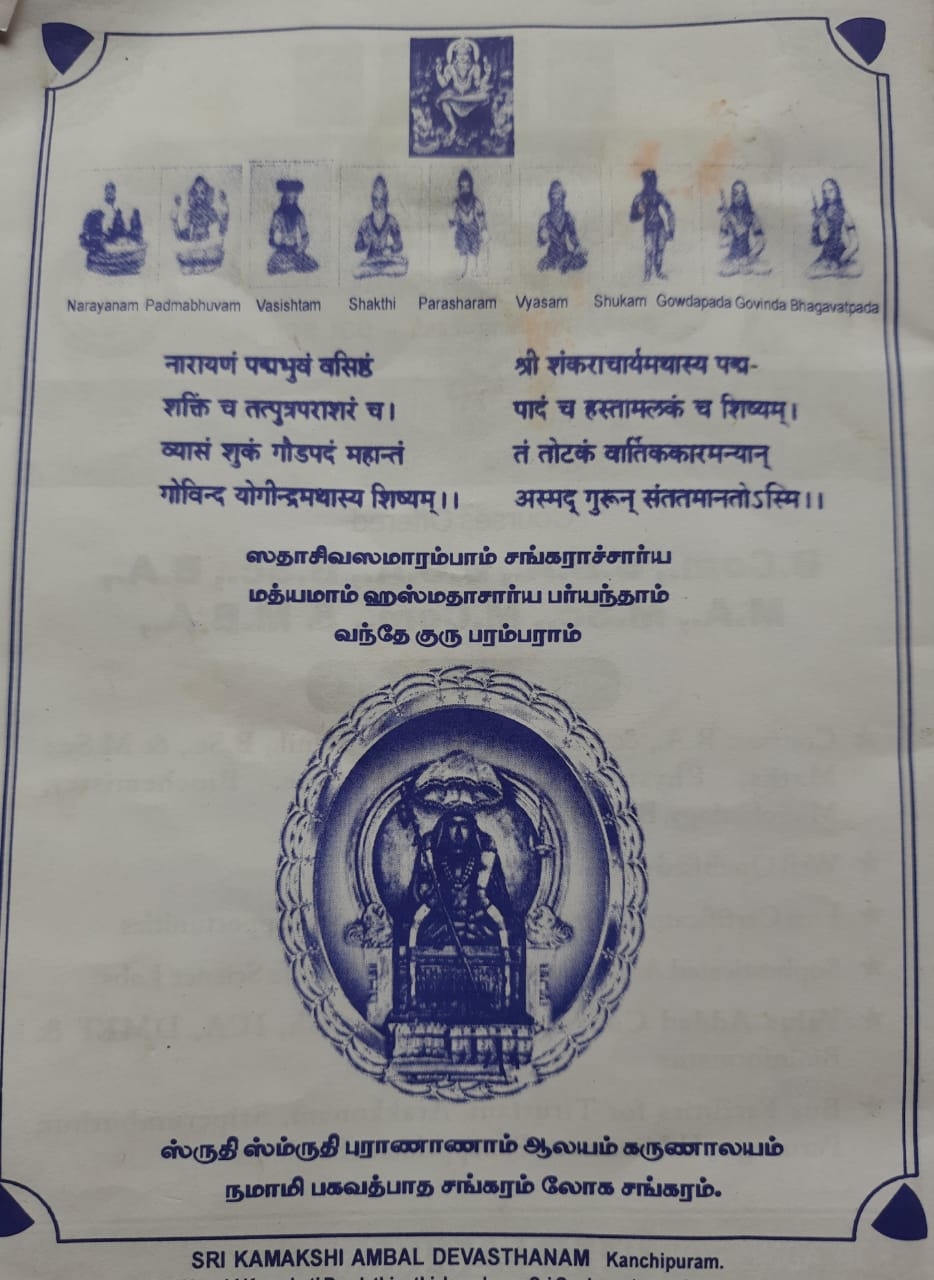 Narayanam Padmabhuvam Vasishtam Shakthi Parasharam Vyasam Shukam Gowdapada Govinda Bhagavatpada
नारायणं पद्मभुवं वसिष्ठं
शक्तिं च तत्पुत्रपराशरं च।
व्यासं शुकं गौडपदं महान्तं
गोविन्द योगीन्द्रमथास्य शिष्यम्।।
श्री शंकराचार्यमथास्य पद्म-
पादं च हस्तामलकं च शिष्यम्।
तं तोटकं वार्तिककारमन्यान्
अस्मद् गुरून् संततमानतोऽस्मि।।
ஸதாசிவஸமாரம்பாம் சங்கராச்சார்ய
மத்யமாம் ஹஸ்மதாசார்ய பர்யந்தாம்
வந்தே குரு பரம்பராம்
ஸ்ருதி ஸ்ம்ருதி பராணாணாம் ஆலயம் கருணாலயம்
நமாமி பகவத்பாத சங்கரம் லோக சங்கரம்.
SRI KAMAKSHI AMBAL DEVASTHANAM Kanchipuram.